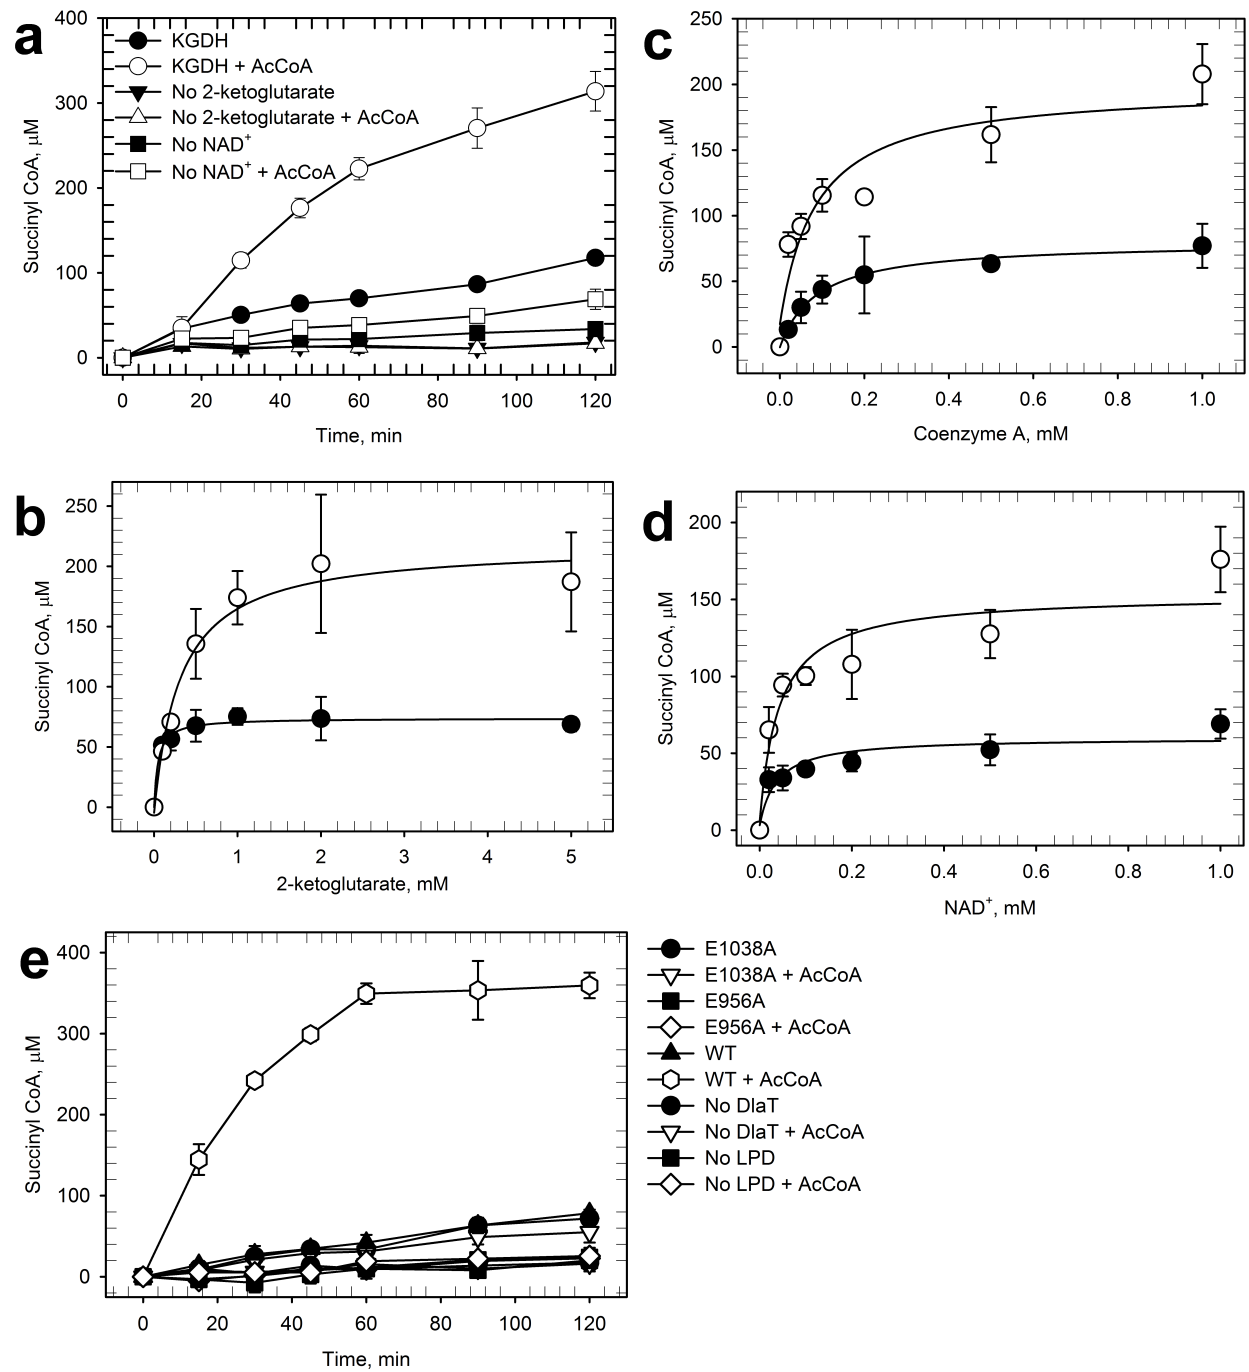 a
400
300
200
100
0
Succinyl CoA, μM
KGDH
KGDH + AcCoA
No 2-ketoglutarate
No 2-ketoglutarate + AcCoA
No NAD⁺
No NAD⁺ + AcCoA
0 20 40 60 80 100 120
Time, min
c
250
200
150
100
50
0
Succinyl CoA, μM
0.0 0.2 0.4 0.6 0.8 1.0
Coenzyme A, mM
b
250
200
150
100
50
0
Succinyl CoA, μM
0 1 2 3 4 5
2-ketoglutarate, mM
d
200
150
100
50
0
Succinyl CoA, μM
0.0 0.2 0.4 0.6 0.8 1.0
NAD⁺, mM
e
400
300
200
100
0
Succinyl CoA, μM
0 20 40 60 80 100 120
Time, min
E1038A
E1038A + AcCoA
E956A
E956A + AcCoA
WT
WT + AcCoA
No DlaT
No DlaT + AcCoA
No LPD
No LPD + AcCoA